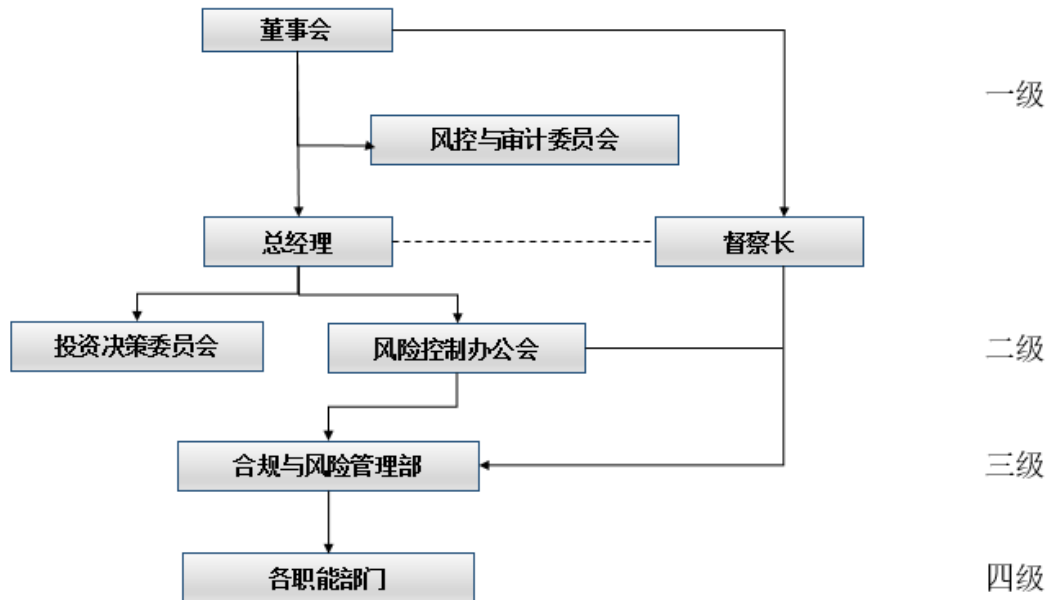 董事会
一级
风控与审计委员会
总经理
督察长
投资决策委员会
风险控制办公会
二级
合规与风险管理部
三级
各职能部门
四级